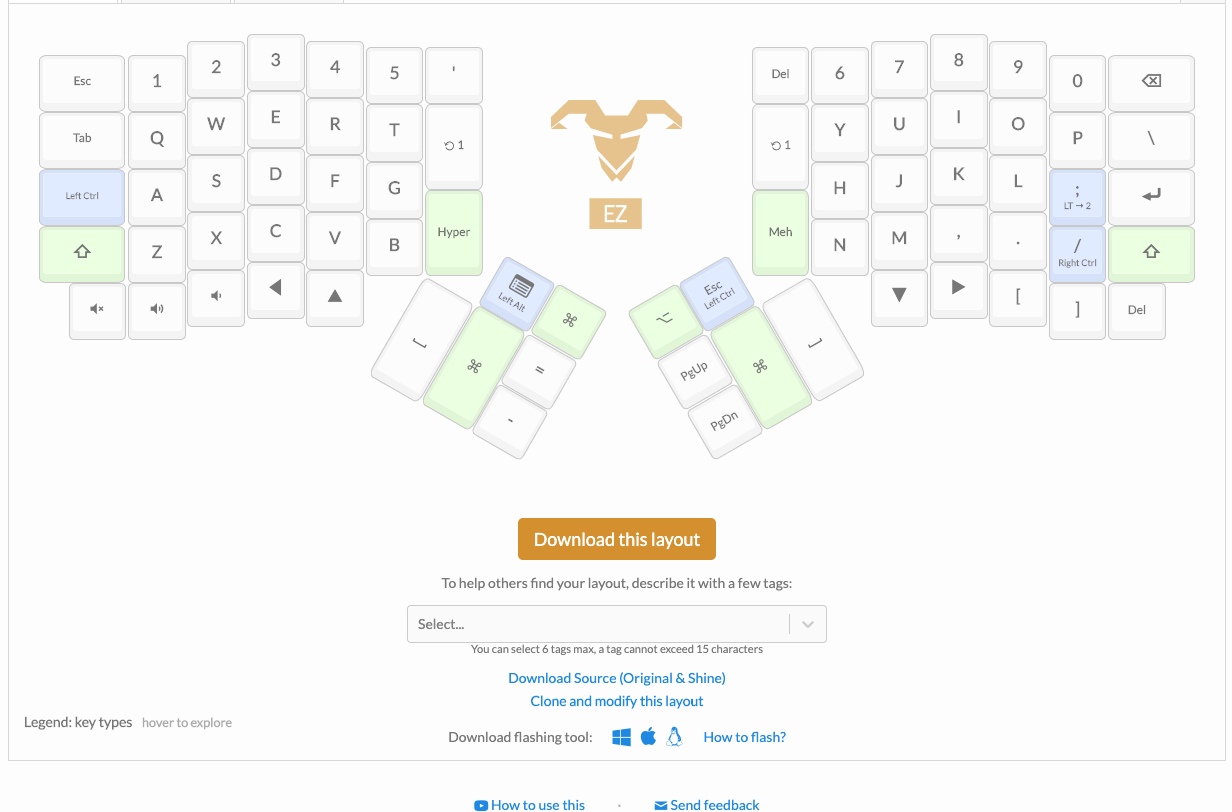 3 8
2 4 7 9
Esc 1 5 ' Del 6 0 ⌫
E I
W R U O
Tab Q T Y P \
⟲ 1 ⟲ 1
D K
S F J L
Left Ctrl A G H ; ↵
LT → 2
C ,
X V M .
Hyper Meh
⇧ Z B N / ⇧
Right Ctrl
◀ ▶
▲ ▼ [
] Del
EZ
Left Alt Esc
Left Ctrl
⌘ ⌥
⌘ = PgUp ⌘
- PgDn
Download this layout
To help others find your layout, describe it with a few tags:
Select...
You can select 6 tags max, a tag cannot exceed 15 characters
Download Source (Original & Shine)
Clone and modify this layout
Legend: key types hover to explore
Download flashing tool: How to flash?
How to use this · Send feedback